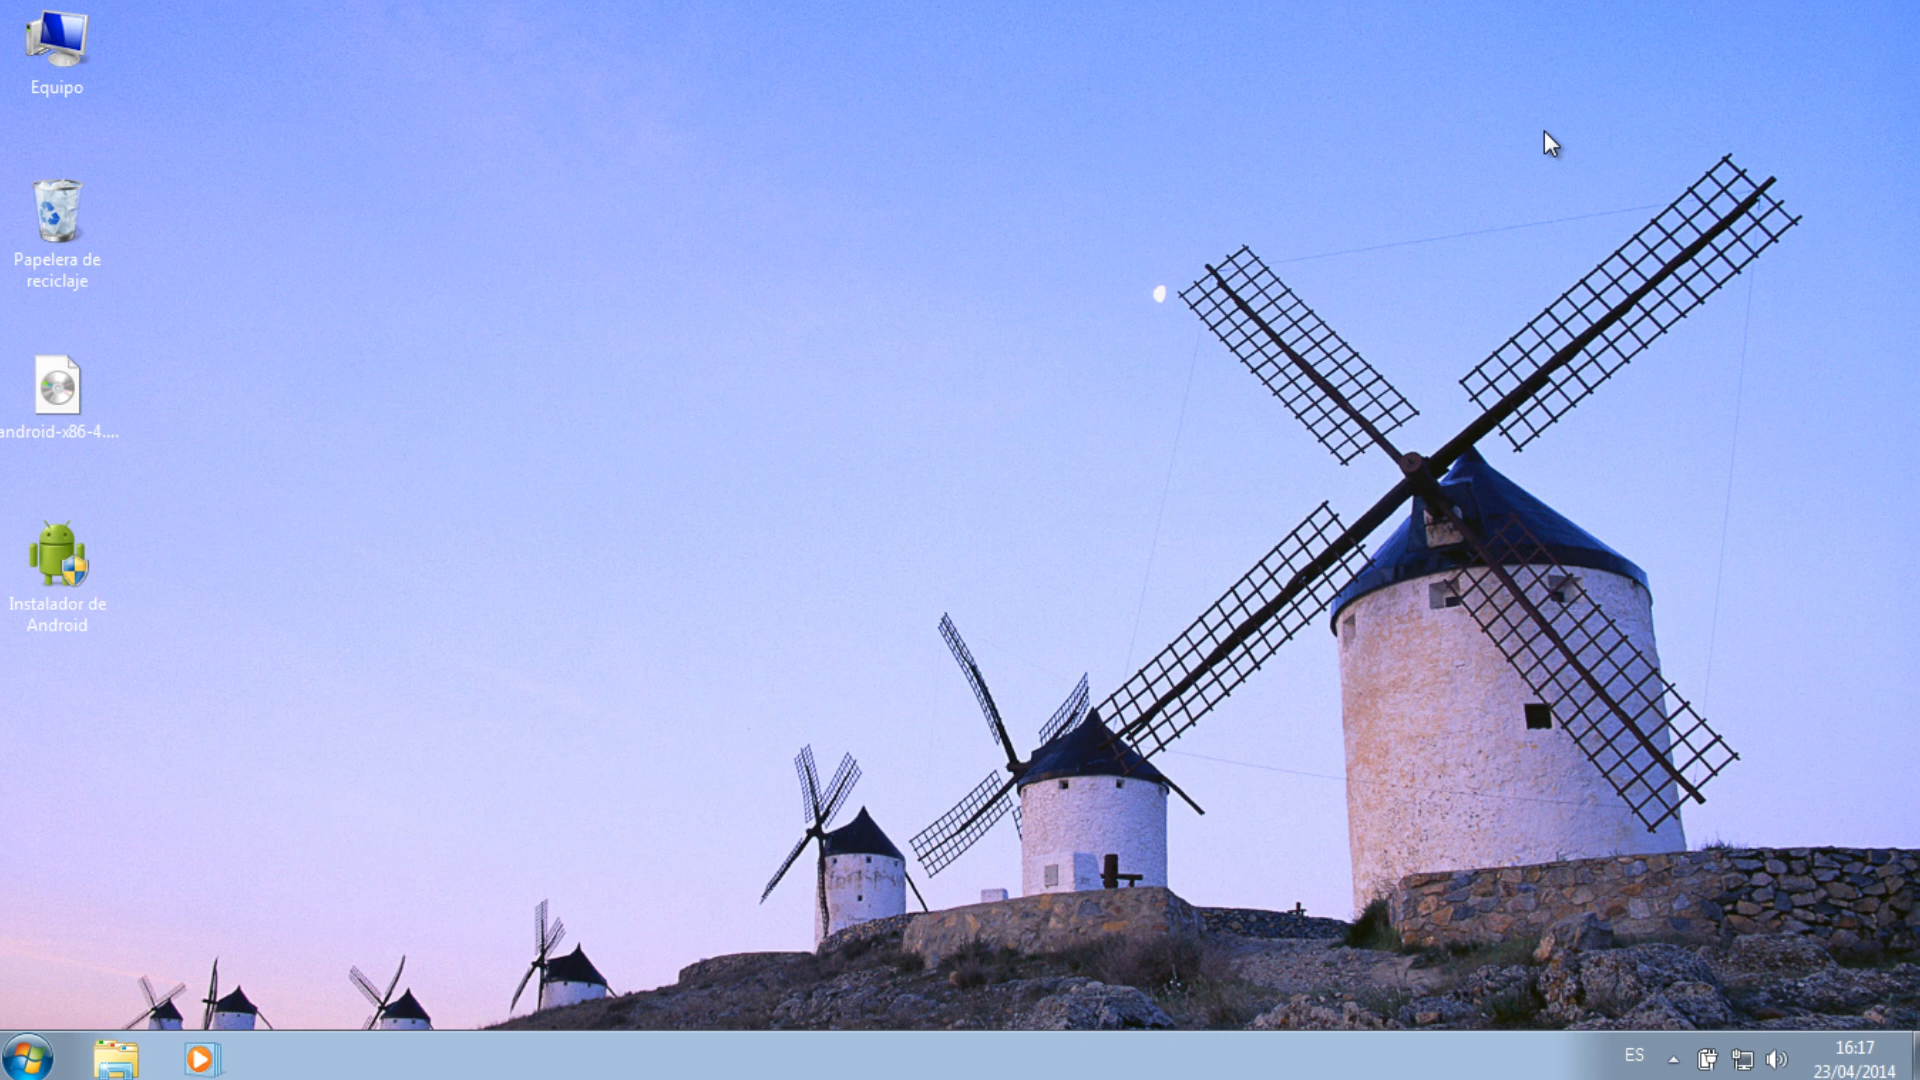 Equipo
Papelera de
reciclaje
android-x86-4....
Instalador de
Android
ES
16:17
23/04/2014